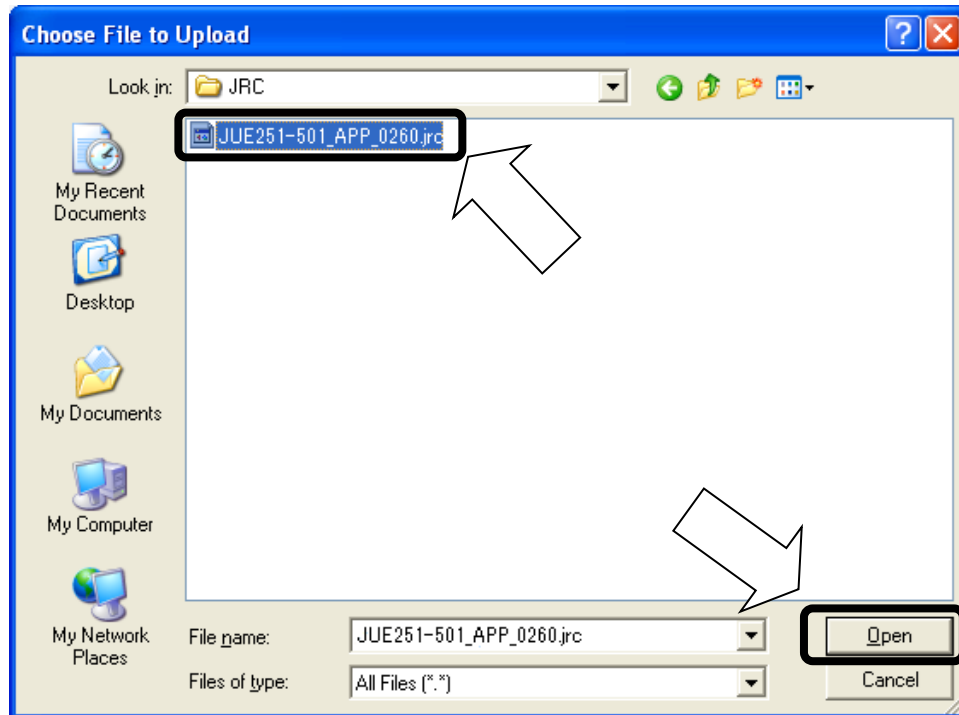 Choose File to Upload
Look in: JRC
JUE251-501_APP_0260.jrc
My Recent
Documents
Desktop
My Documents
My Computer
My Network
Places
File name: JUE251-501_APP_0260.jrc Open
Files of type: All Files (*.*) Cancel